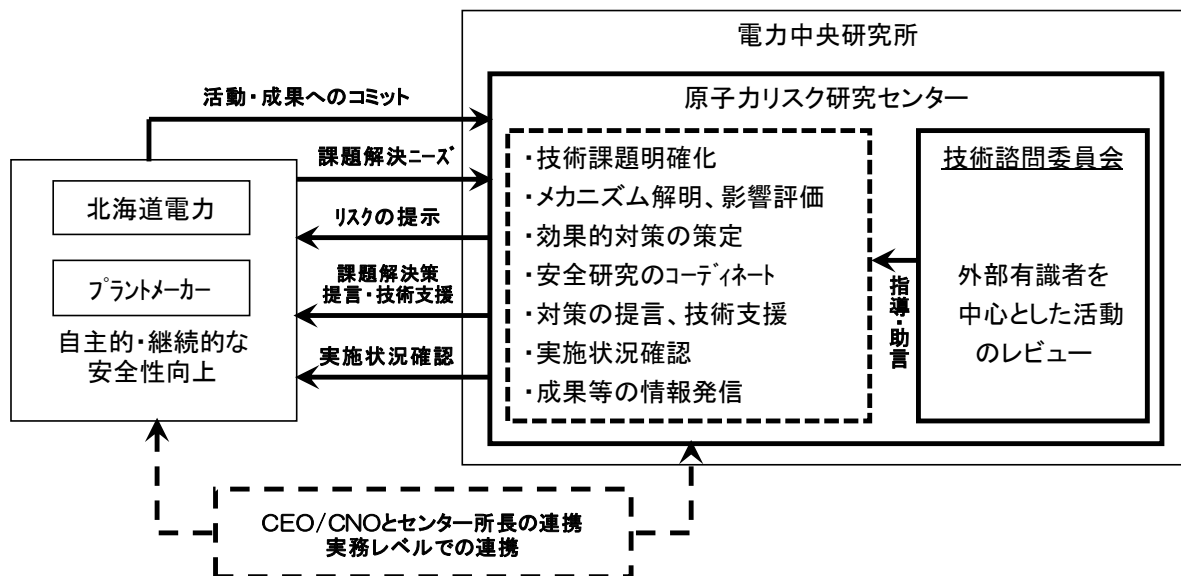 電力中央研究所
原子力リスク研究センター
活動・成果へのコミット
課題解決ニーズ
リスクの提示
課題解決策
提言・技術支援
実施状況確認
北海道電力
プラントメーカー
自主的・継続的な
安全性向上
・技術課題明確化
・メカニズム解明、影響評価
・効果的対策の策定
・安全研究のコーディネート
・対策の提言、技術支援
・実施状況確認
・成果等の情報発信
指導・助言
技術諮問委員会
外部有識者を
中心とした活動
のレビュー
CEO/CNOとセンター所長の連携
実務レベルでの連携